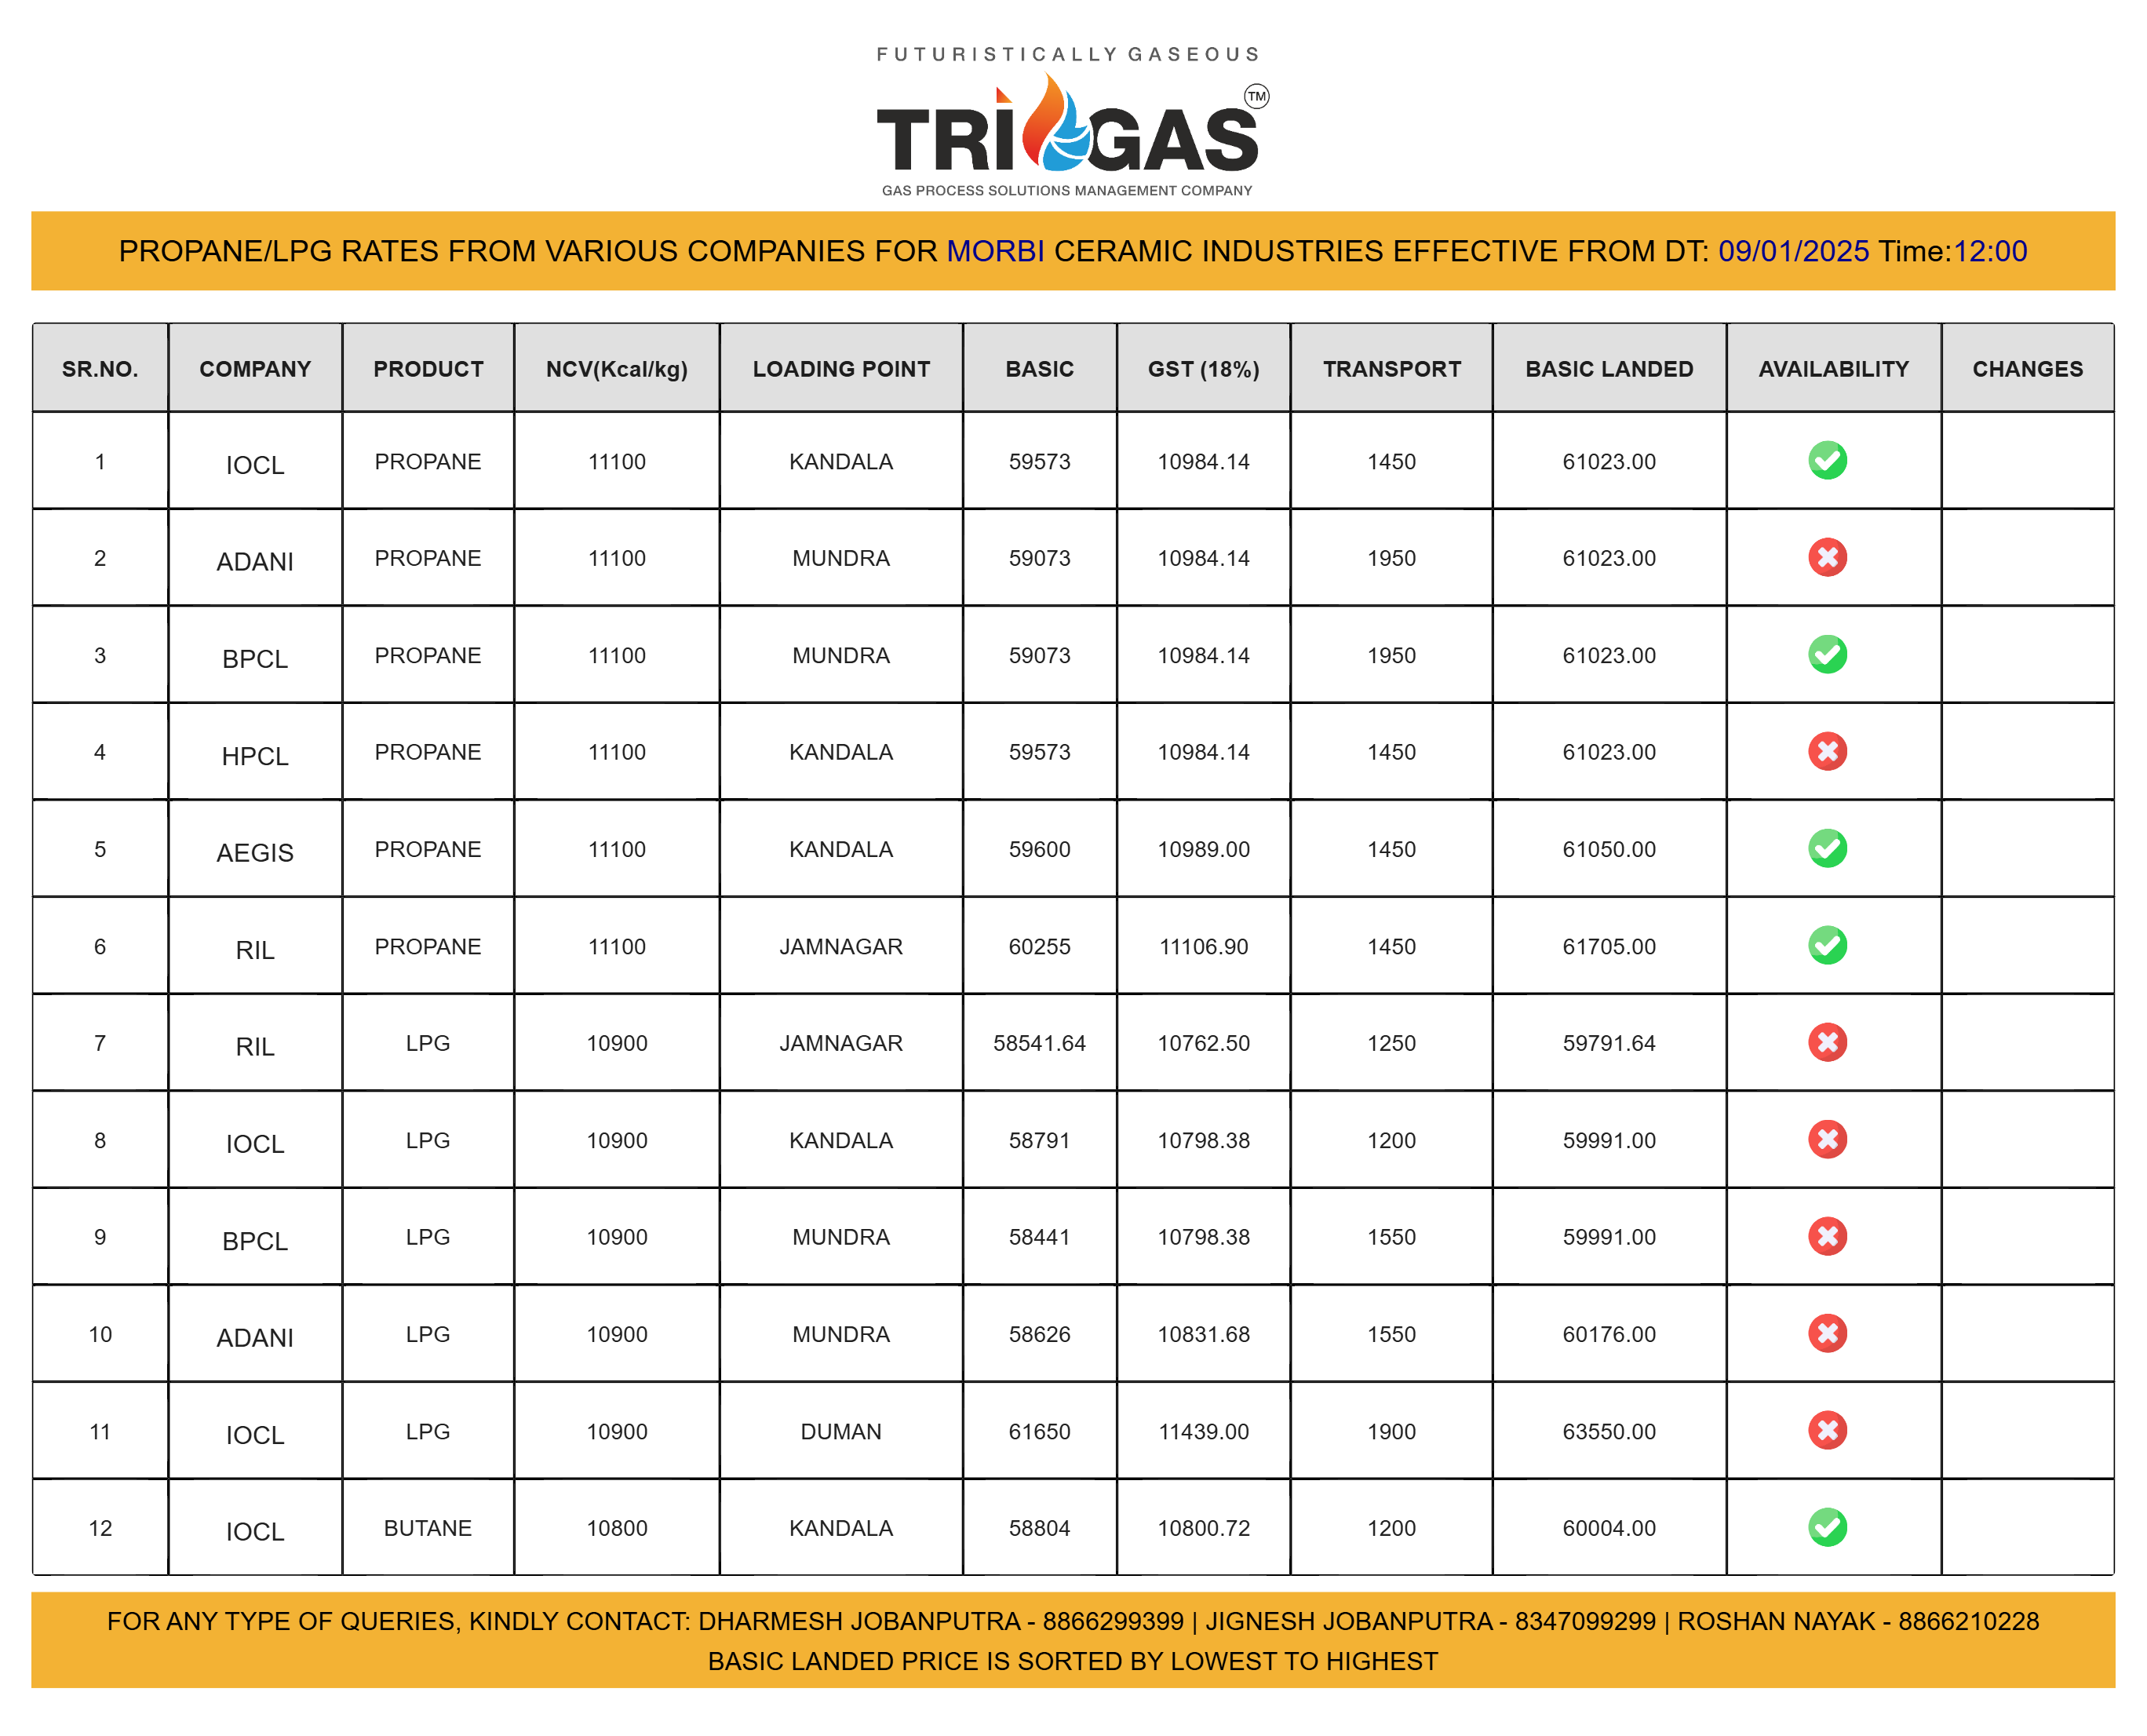 FUTURISTICALLY GASEOUS
TRIGAS TM
GAS PROCESS SOLUTIONS MANAGEMENT COMPANY
PROPANE/LPG RATES FROM VARIOUS COMPANIES FOR MORBI CERAMIC INDUSTRIES EFFECTIVE FROM DT: 09/01/2025 Time:12:00
SR.NO. COMPANY PRODUCT NCV(Kcal/kg) LOADING POINT BASIC GST (18%) TRANSPORT BASIC LANDED AVAILABILITY CHANGES
1 IOCL PROPANE 11100 KANDALA 59573 10984.14 1450 61023.00
2 ADANI PROPANE 11100 MUNDRA 59073 10984.14 1950 61023.00
3 BPCL PROPANE 11100 MUNDRA 59073 10984.14 1950 61023.00
4 HPCL PROPANE 11100 KANDALA 59573 10984.14 1450 61023.00
5 AEGIS PROPANE 11100 KANDALA 59600 10989.00 1450 61050.00
6 RIL PROPANE 11100 JAMNAGAR 60255 11106.90 1450 61705.00
7 RIL LPG 10900 JAMNAGAR 58541.64 10762.50 1250 59791.64
8 IOCL LPG 10900 KANDALA 58791 10798.38 1200 59991.00
9 BPCL LPG 10900 MUNDRA 58441 10798.38 1550 59991.00
10 ADANI LPG 10900 MUNDRA 58626 10831.68 1550 60176.00
11 IOCL LPG 10900 DUMAN 61650 11439.00 1900 63550.00
12 IOCL BUTANE 10800 KANDALA 58804 10800.72 1200 60004.00
FOR ANY TYPE OF QUERIES, KINDLY CONTACT: DHARMESH JOBANPUTRA - 8866299399 | JIGNESH JOBANPUTRA - 8347099299 | ROSHAN NAYAK - 8866210228
BASIC LANDED PRICE IS SORTED BY LOWEST TO HIGHEST